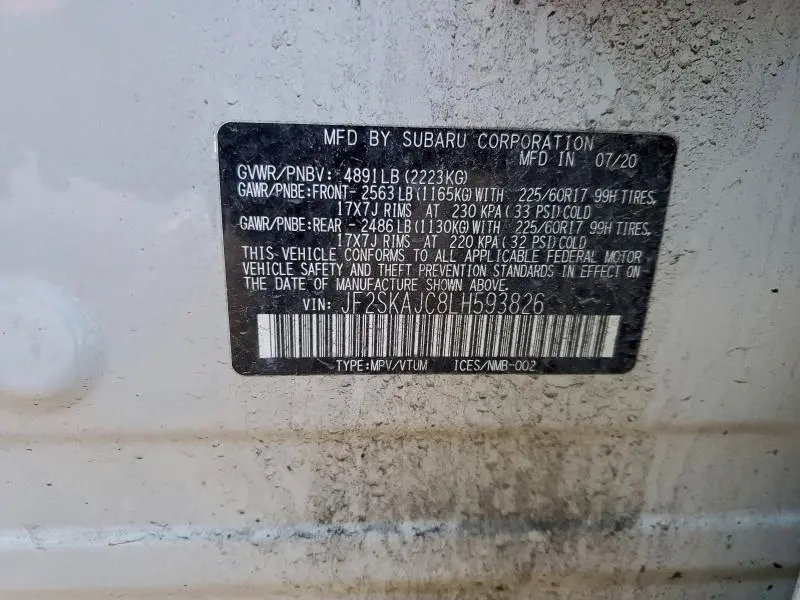 MFD BY SUBARU CORPORATION
MFD IN 07/20
GVWR/PNBV: 4891LB(2223KG)
GAWR/PNBE:FRONT- 2563LB(1165KG)WITH 225/60R17 99H TIRES,
17X7J RIMS AT 230 KPA(33 PSI)COLD
GAWR/PNBE:REAR - 2486LB(1130KG)WITH 225/60R17 99H TIRES,
17X7J RIMS AT 220 KPA(32 PSI)COLD
THIS VEHICLE CONFORMS TO ALL APPLICABLE FEDERAL MOTOR
VEHICLE SAFETY AND THEFT PREVENTION STANDARDS IN EFFECT ON
THE DATE OF MANUFACTURE SHOWN ABOVE.
VIN: JF2SKAJC8LH593826
TYPE:MPV/VTUM ICES/NMB-002